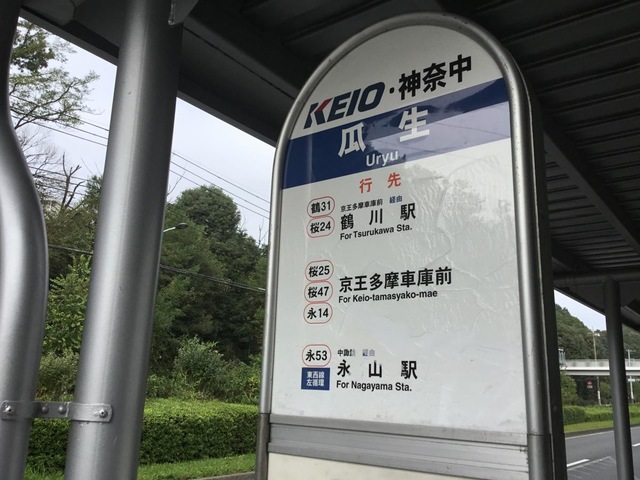 KEIO・神奈中
瓜生
Uryu
行先
鶴31 京王多摩車庫前 経由
桜24 鶴川駅
For Tsurukawa Sta.
桜25
桜47 京王多摩車庫前
永14 For Keio-tamasyako-mae
永53 中諏訪 経由
東西線 永山駅
左循環 For Nagayama Sta.